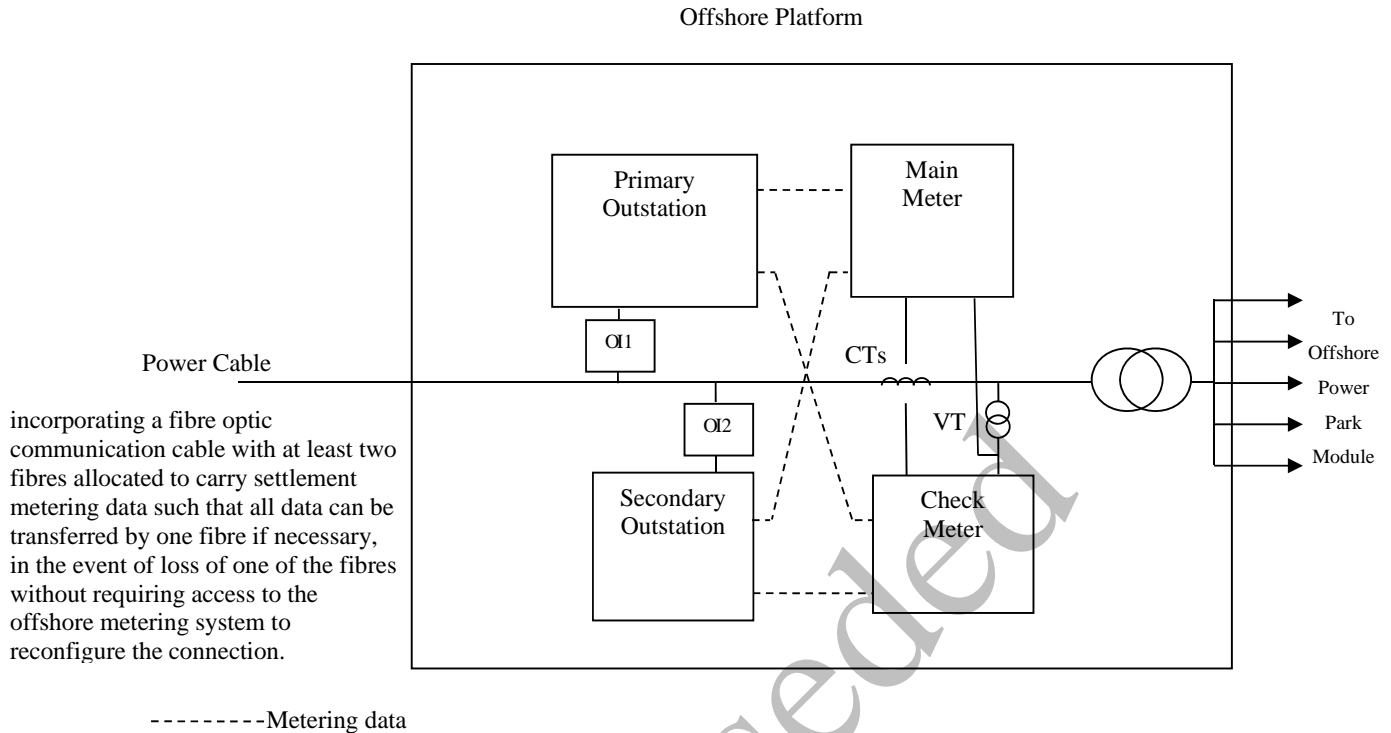 Offshore Platform
Primary
Outstation
Main
Meter
OI1
Power Cable
CTs
To
Offshore
Power
Park
Module
OI2
VT
incorporating a fibre optic
communication cable with at least two
fibres allocated to carry settlement
metering data such that all data can be
transferred by one fibre if necessary,
in the event of loss of one of the fibres
without requiring access to the
offshore metering system to
reconfigure the connection.
Secondary
Outstation
Check
Meter
Metering data
seded